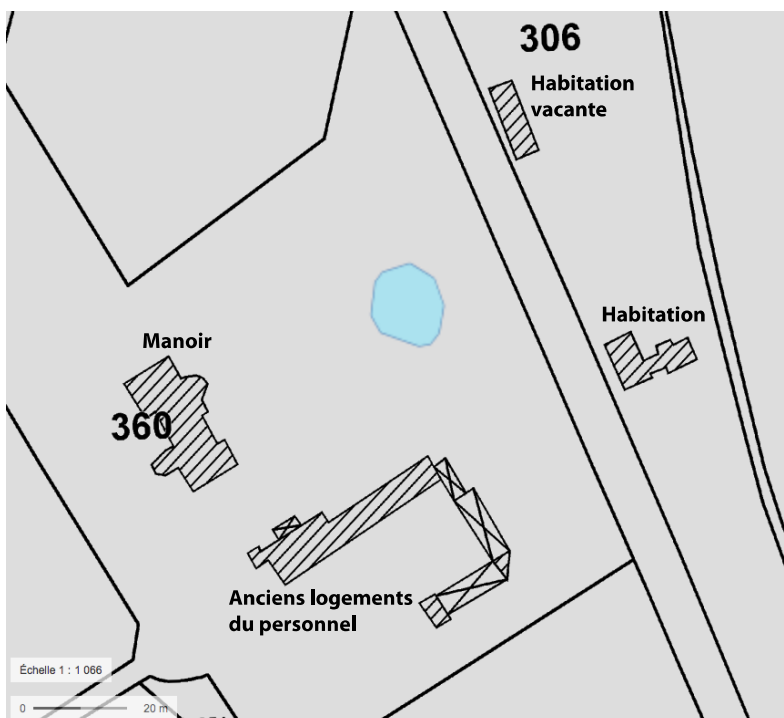 306
Habitation
vacante
Habitation
Manoir
360
Anciens logements
du personnel
Échelle 1 : 1 066
0 20 m